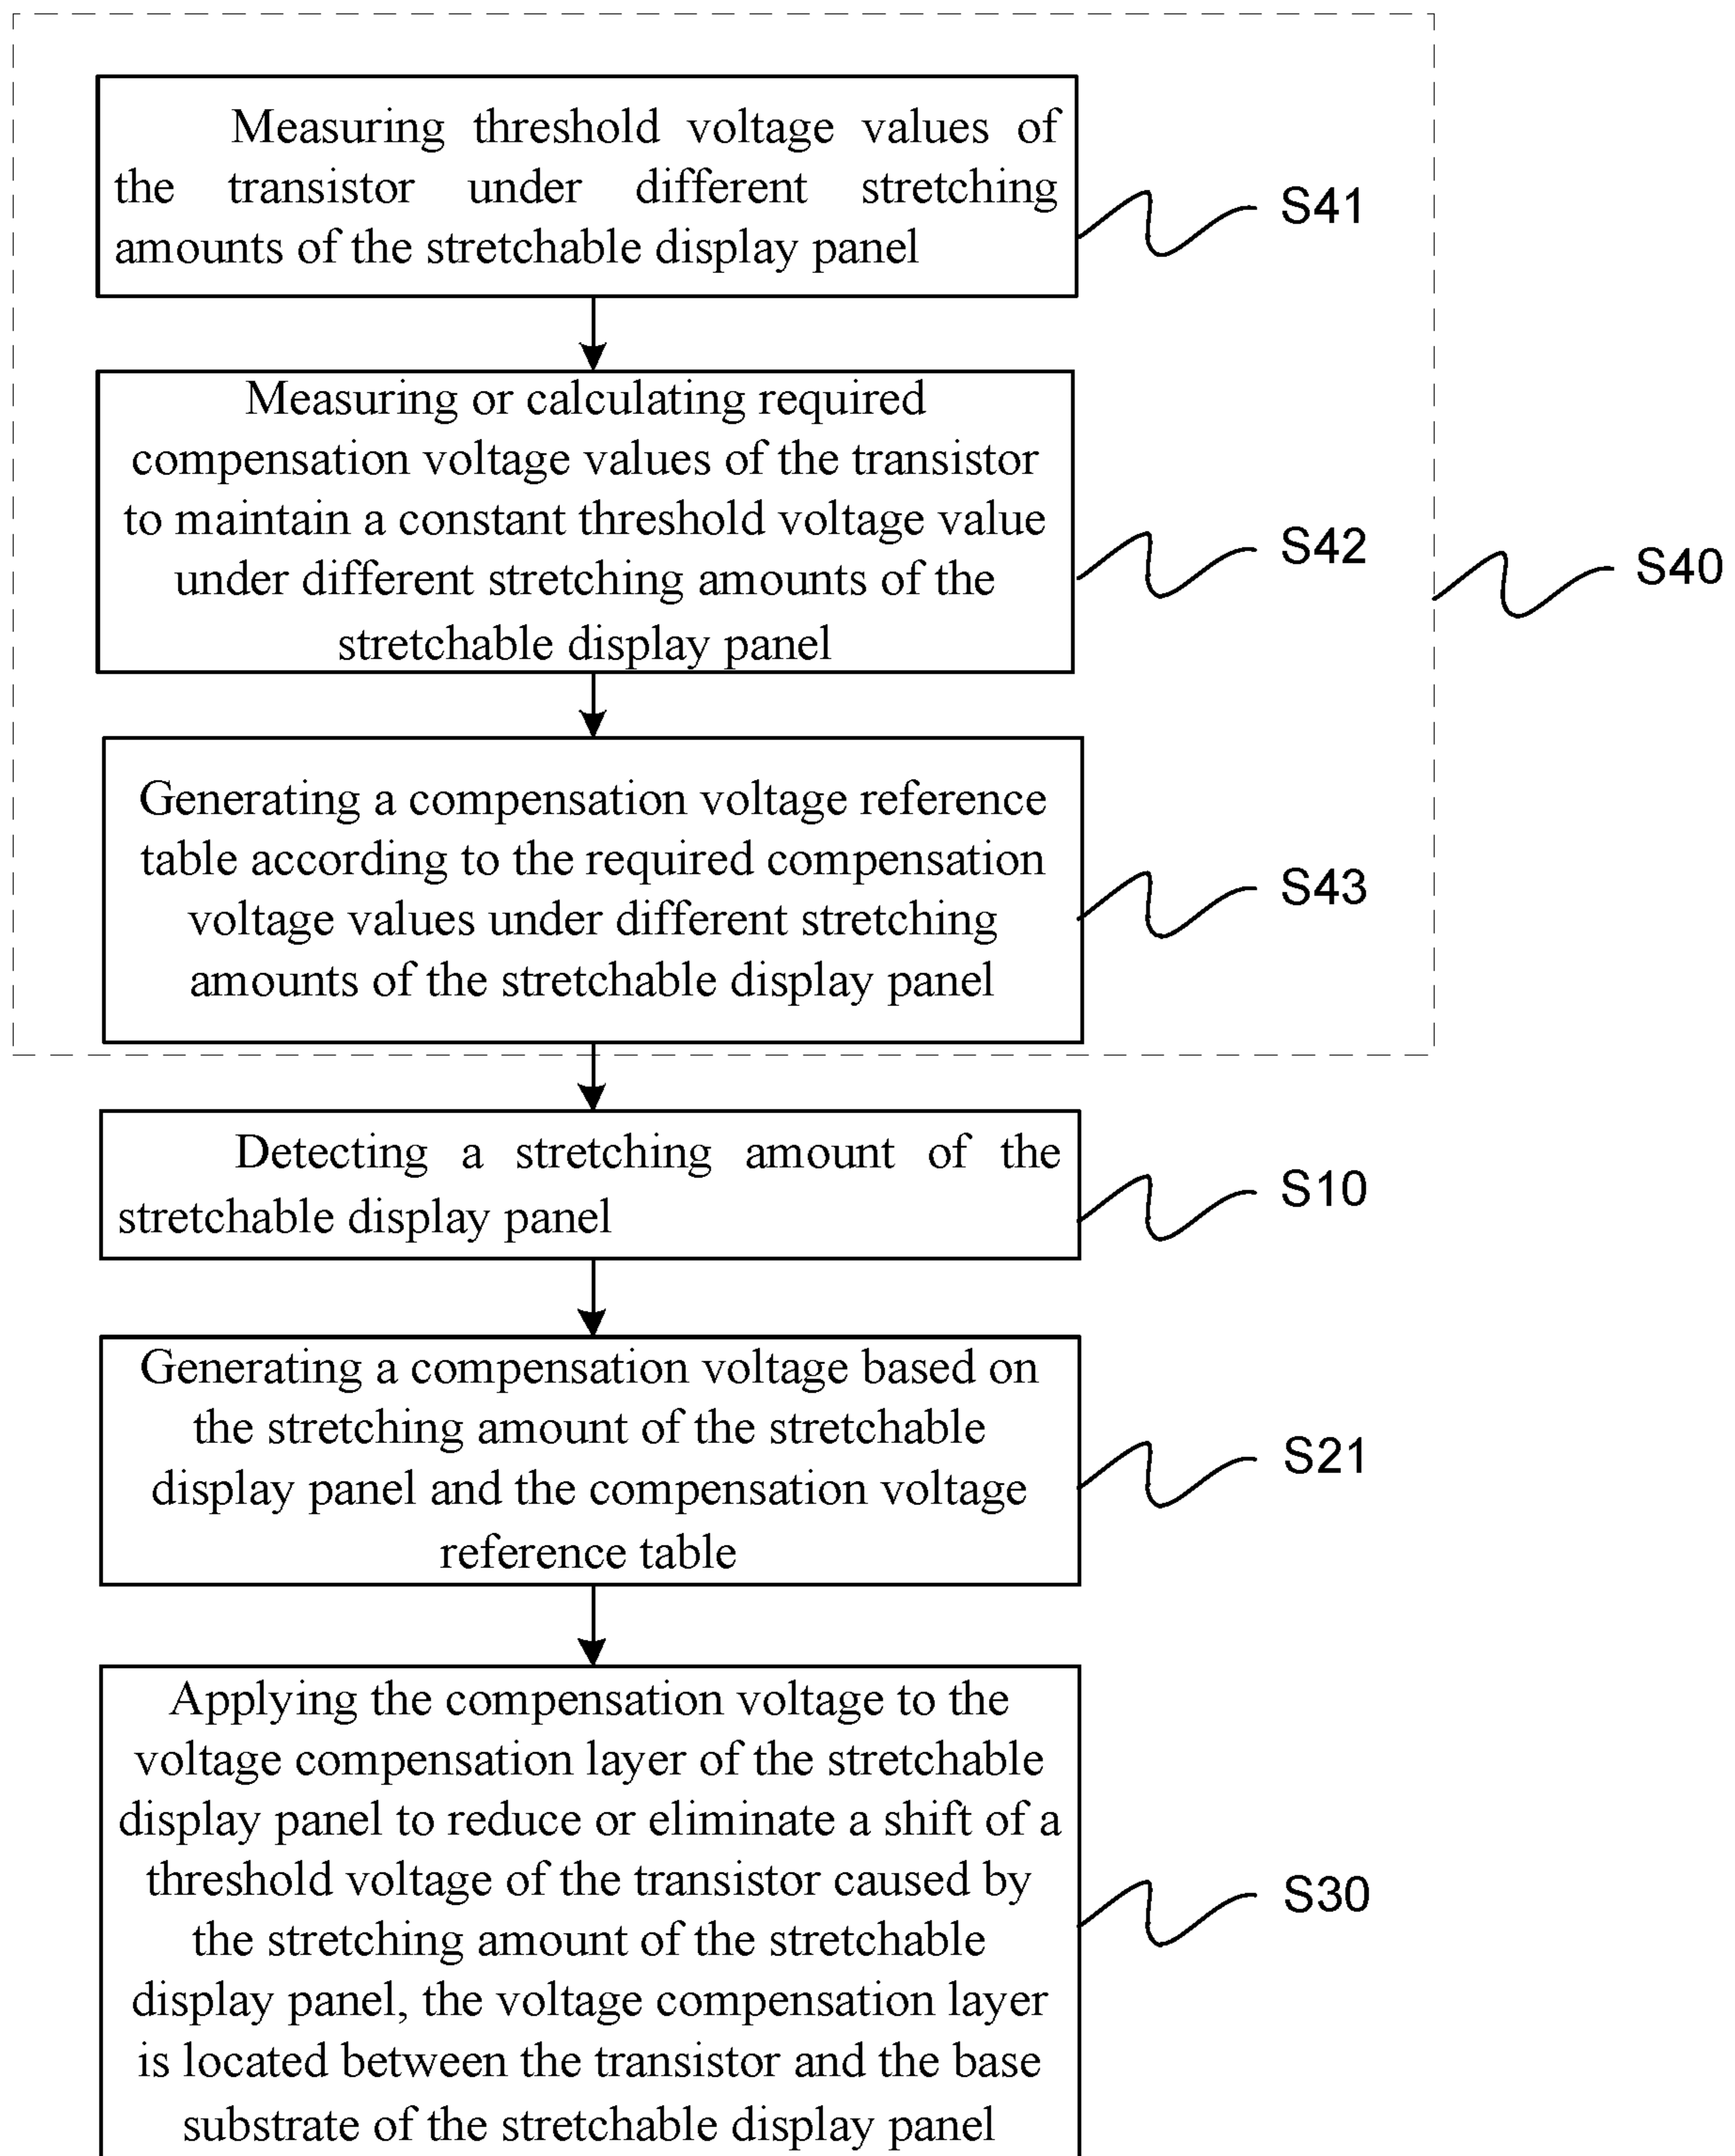 Measuring threshold voltage values of
the transistor under different stretching
amounts of the stretchable display panel
S41
Measuring or calculating required
compensation voltage values of the transistor
to maintain a constant threshold voltage value
under different stretching amounts of the
stretchable display panel
S42
S40
Generating a compensation voltage reference
table according to the required compensation
voltage values under different stretching
amounts of the stretchable display panel
S43
Detecting a stretching amount of the
stretchable display panel
S10
Generating a compensation voltage based on
the stretching amount of the stretchable
display panel and the compensation voltage
reference table
S21
Applying the compensation voltage to the
voltage compensation layer of the stretchable
display panel to reduce or eliminate a shift of a
threshold voltage of the transistor caused by
the stretching amount of the stretchable
display panel, the voltage compensation layer
is located between the transistor and the base
substrate of the stretchable display panel
S30